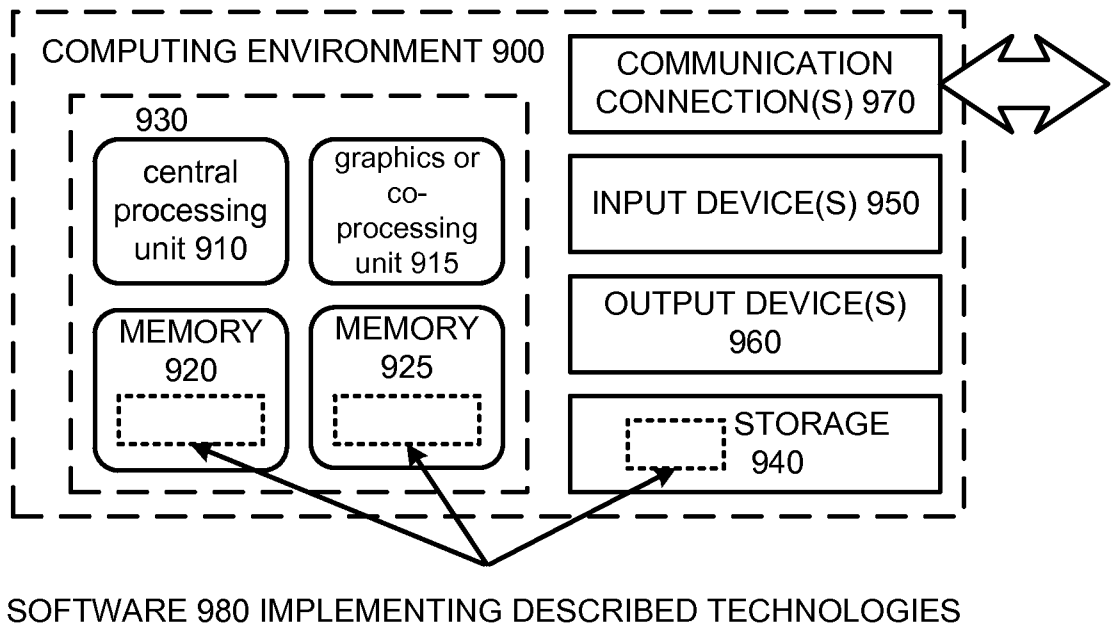 COMPUTING ENVIRONMENT 900
930
central
processing
unit 910
graphics or
co-
processing
unit 915
MEMORY
920
MEMORY
925
COMMUNICATION
CONNECTION(S) 970
INPUT DEVICE(S) 950
OUTPUT DEVICE(S)
960
STORAGE
940
SOFTWARE 980 IMPLEMENTING DESCRIBED TECHNOLOGIES